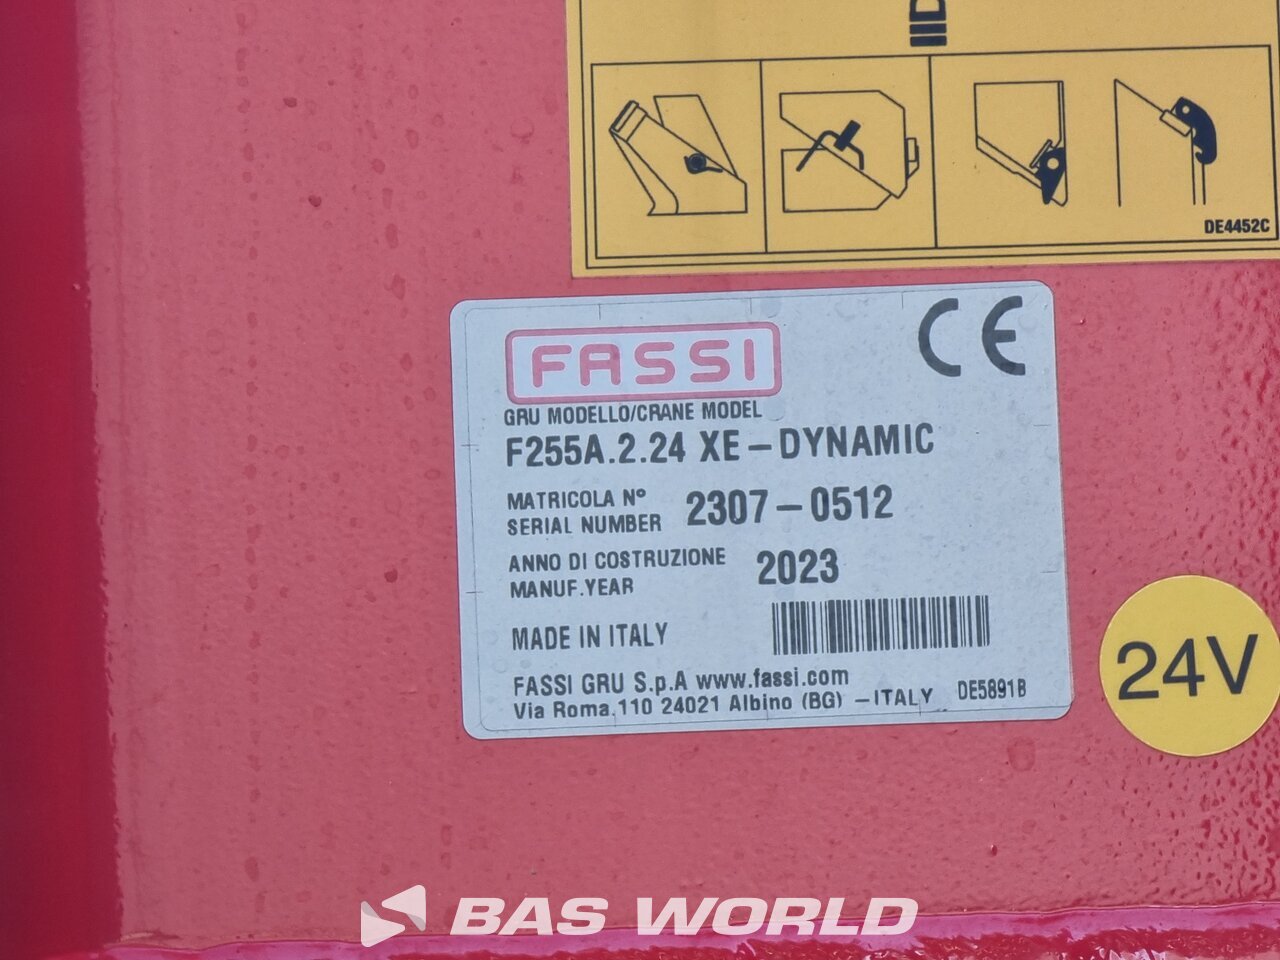 DE4452C
CE
FASSI
GRU MODELLO/CRANE MODEL
F255A.2.24 XE-DYNAMIC
MATRICOLA Nº
SERIAL NUMBER
2307-0512
ANNO DI COSTRUZIONE
MANUF.YEAR
2023
MADE IN ITALY
FASSI GRU S.p.A www.fassi.com
Via Roma,110 24021 Albino (BG) -ITALY
DE5891B
24V
BAS WORLD